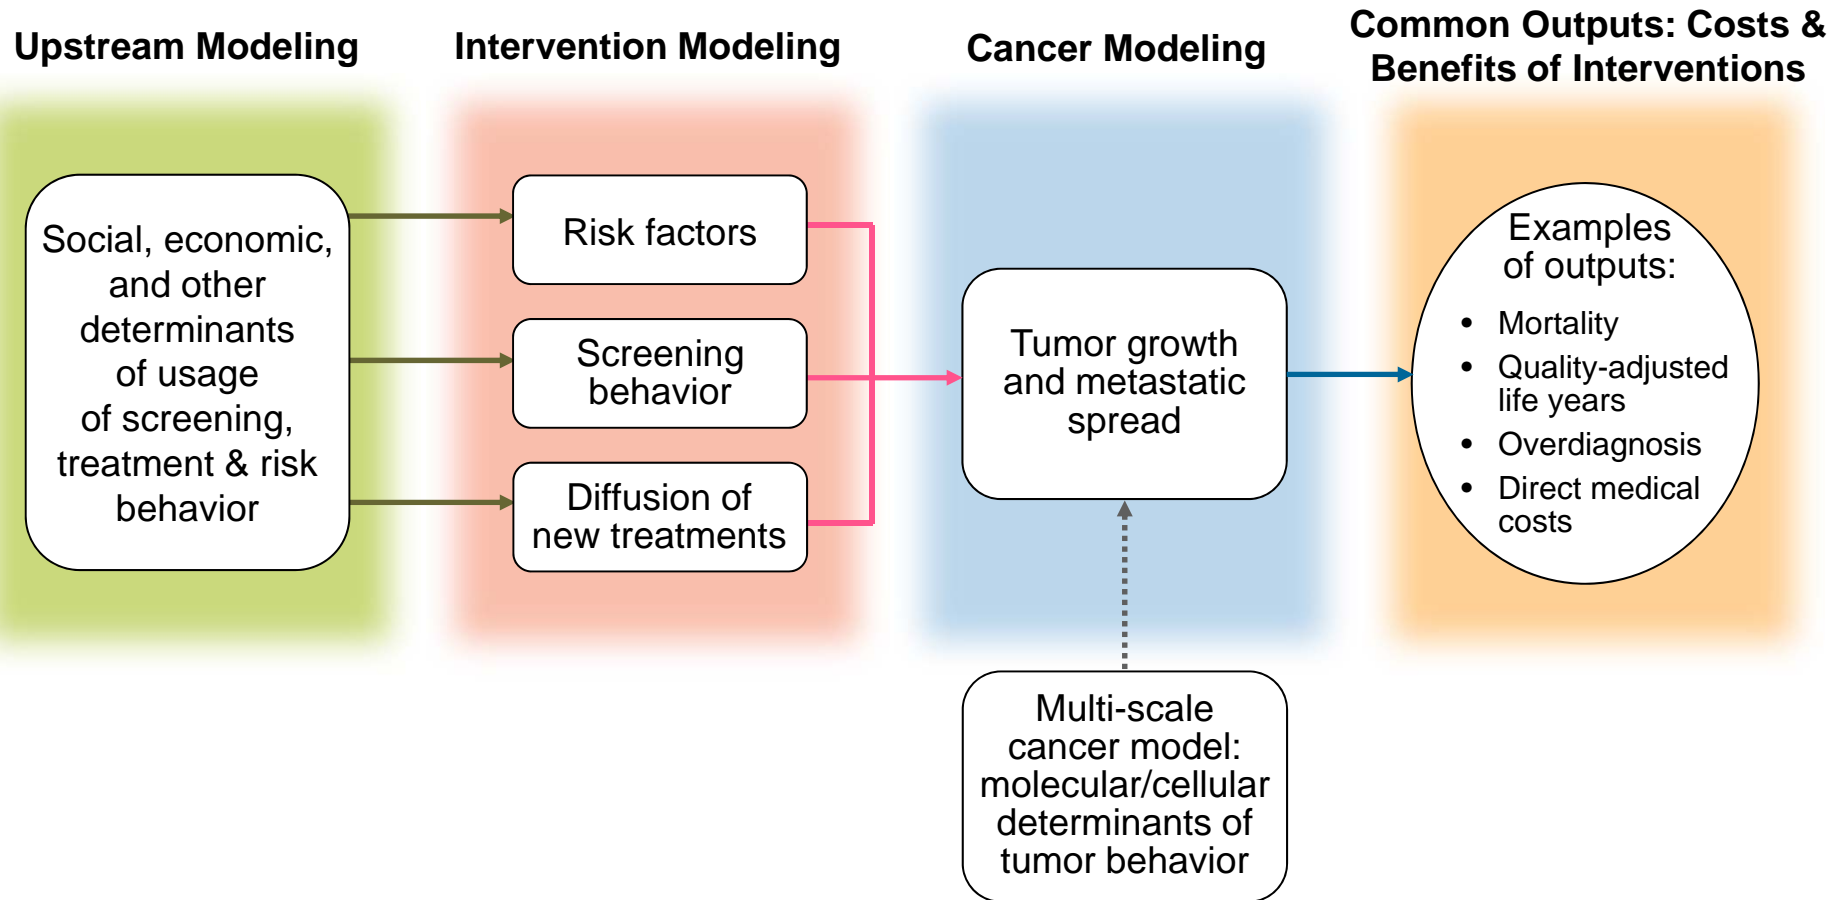 Upstream Modeling
Intervention Modeling
Cancer Modeling
Common Outputs: Costs &
Benefits of Interventions
Social, economic,
and other
determinants
of usage
of screening,
treatment & risk
behavior
Risk factors
Screening
behavior
Diffusion of
new treatments
Tumor growth
and metastatic
spread
Multi-scale
cancer model:
molecular/cellular
determinants of
tumor behavior
Examples
of outputs:
• Mortality
• Quality-adjusted
life years
• Overdiagnosis
• Direct medical
costs